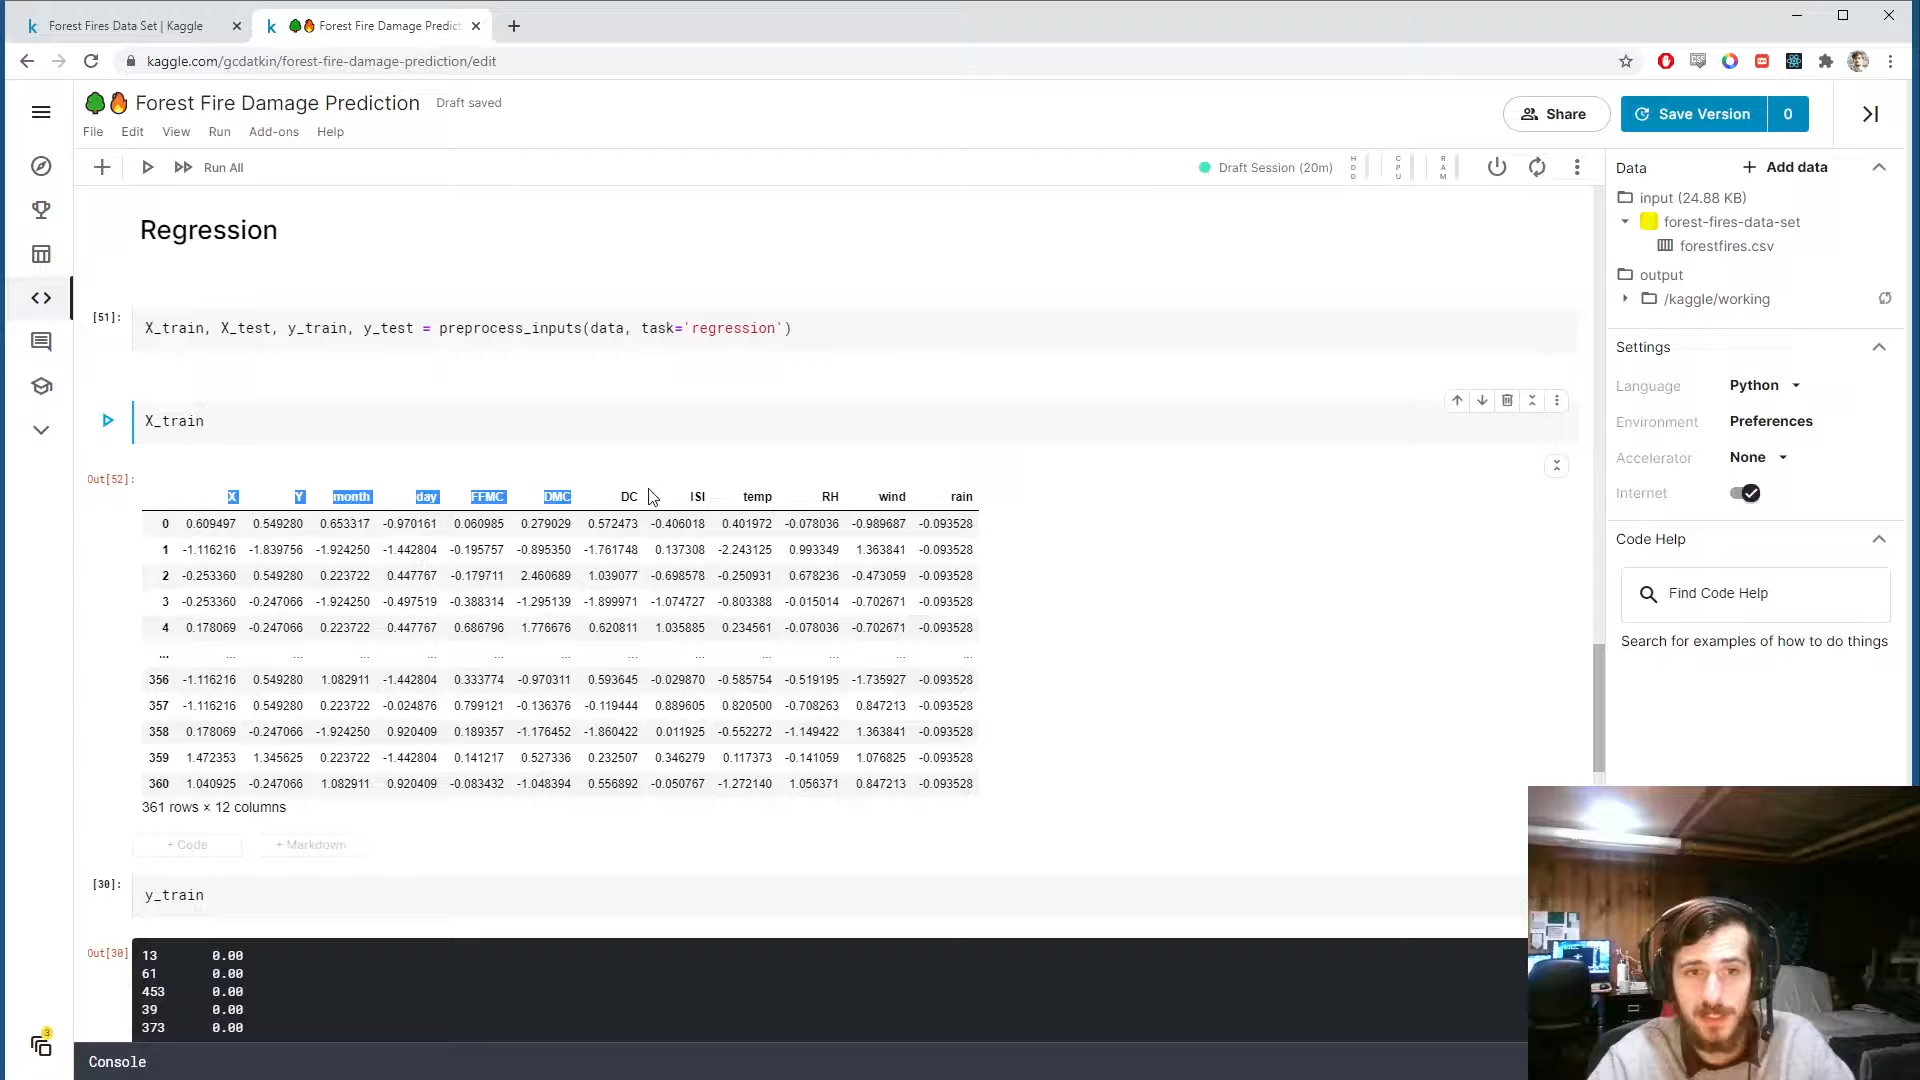 Forest Fires Data Set | Kaggle
Forest Fire Damage Predict
kaggle.com/gcdatkin/forest-fire-damage-prediction/edit
Forest Fire Damage Prediction Draft saved
File Edit View Run Add-ons Help
Share
Save Version 0
Run All
Draft Session (20m)
HDD
CPU
RAM
Regression
[51]:
X_train, X_test, y_train, y_test = preprocess_inputs(data, task='regression')
X_train
Out[52]:
X Y month day FFMC DMC DC ISI temp RH wind rain
0 0.609497 0.549280 0.653317 -0.970161 0.060985 0.279029 0.572473 -0.406018 0.401972 -0.078036 -0.989687 -0.093528
1 -1.116216 -1.839756 -1.924250 -1.442804 -0.195757 -0.895350 -1.761748 0.137308 -2.243125 0.993349 1.363841 -0.093528
2 -0.253360 0.549280 0.223722 0.447767 -0.179711 2.460689 1.039077 -0.698578 -0.250931 0.678236 -0.473059 -0.093528
3 -0.253360 -0.247066 -1.924250 -0.497519 -0.388314 -1.295139 -1.899971 -1.074727 -0.803388 -0.015014 -0.702671 -0.093528
4 0.178069 -0.247066 0.223722 0.447767 0.686796 1.776676 0.620811 1.035885 0.234561 -0.078036 -0.702671 -0.093528
... ... ... ... ... ... ... ... ... ... ... ... ...
356 -1.116216 0.549280 1.082911 -1.442804 0.333774 -0.970311 0.593645 -0.029870 -0.585754 -0.519195 -1.735927 -0.093528
357 -1.116216 0.549280 0.223722 -0.024876 0.799121 -0.136376 -0.119444 0.889605 0.820500 -0.708263 0.847213 -0.093528
358 0.178069 -0.247066 -1.924250 0.920409 0.189357 -1.176452 -1.860422 0.011925 -0.552272 -1.149422 1.363841 -0.093528
359 1.472353 1.345625 0.223722 -1.442804 0.141217 0.527336 0.232507 0.346279 0.117373 -0.141059 1.076825 -0.093528
360 1.040925 -0.247066 1.082911 0.920409 -0.083432 -1.048394 0.556892 -0.050767 -1.272140 1.056371 0.847213 -0.093528
361 rows × 12 columns
+ Code + Markdown
[30]:
y_train
Out[30]
13 0.00
61 0.00
453 0.00
39 0.00
373 0.00
3
Console
Data
Add data
input (24.88 KB)
forest-fires-data-set
forestfires.csv
output
/kaggle/working
Settings
Language Python
Environment Preferences
Accelerator None
Internet
Code Help
Find Code Help
Search for examples of how to do things